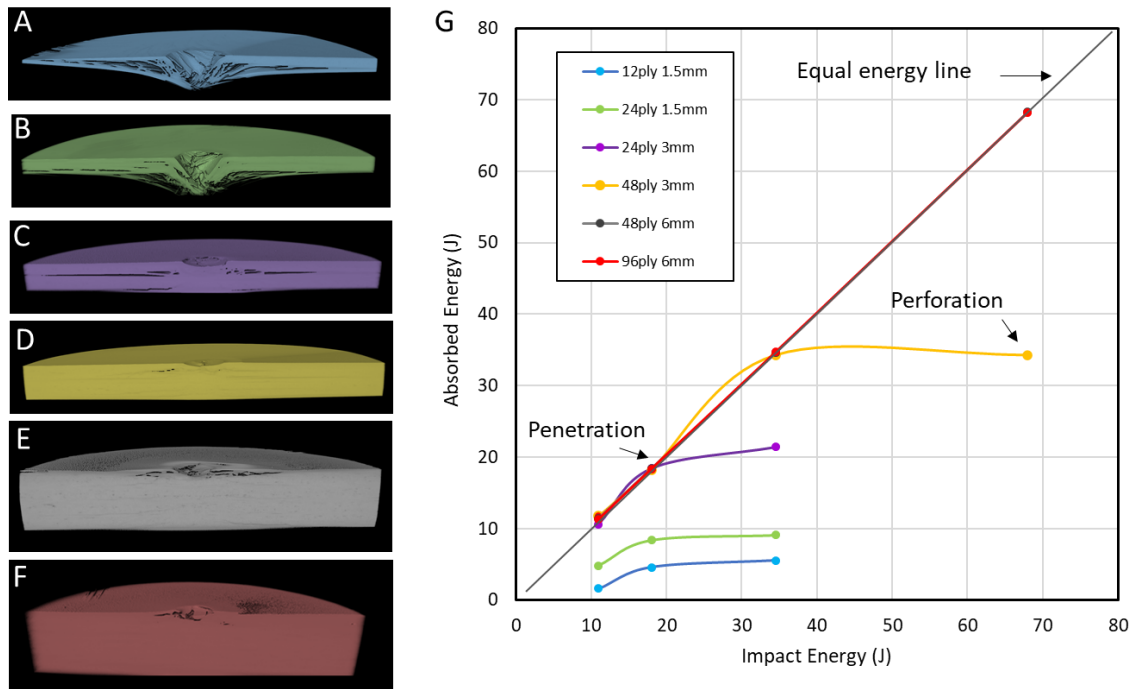 A
B
C
D
E
F
G
80
70
60
50
40
30
20
10
0
0 10 20 30 40 50 60 70 80
Absorbed Energy (J)
Impact Energy (J)
12ply 1.5mm
24ply 1.5mm
24ply 3mm
48ply 3mm
48ply 6mm
96ply 6mm
Equal energy line
Perforation
Penetration